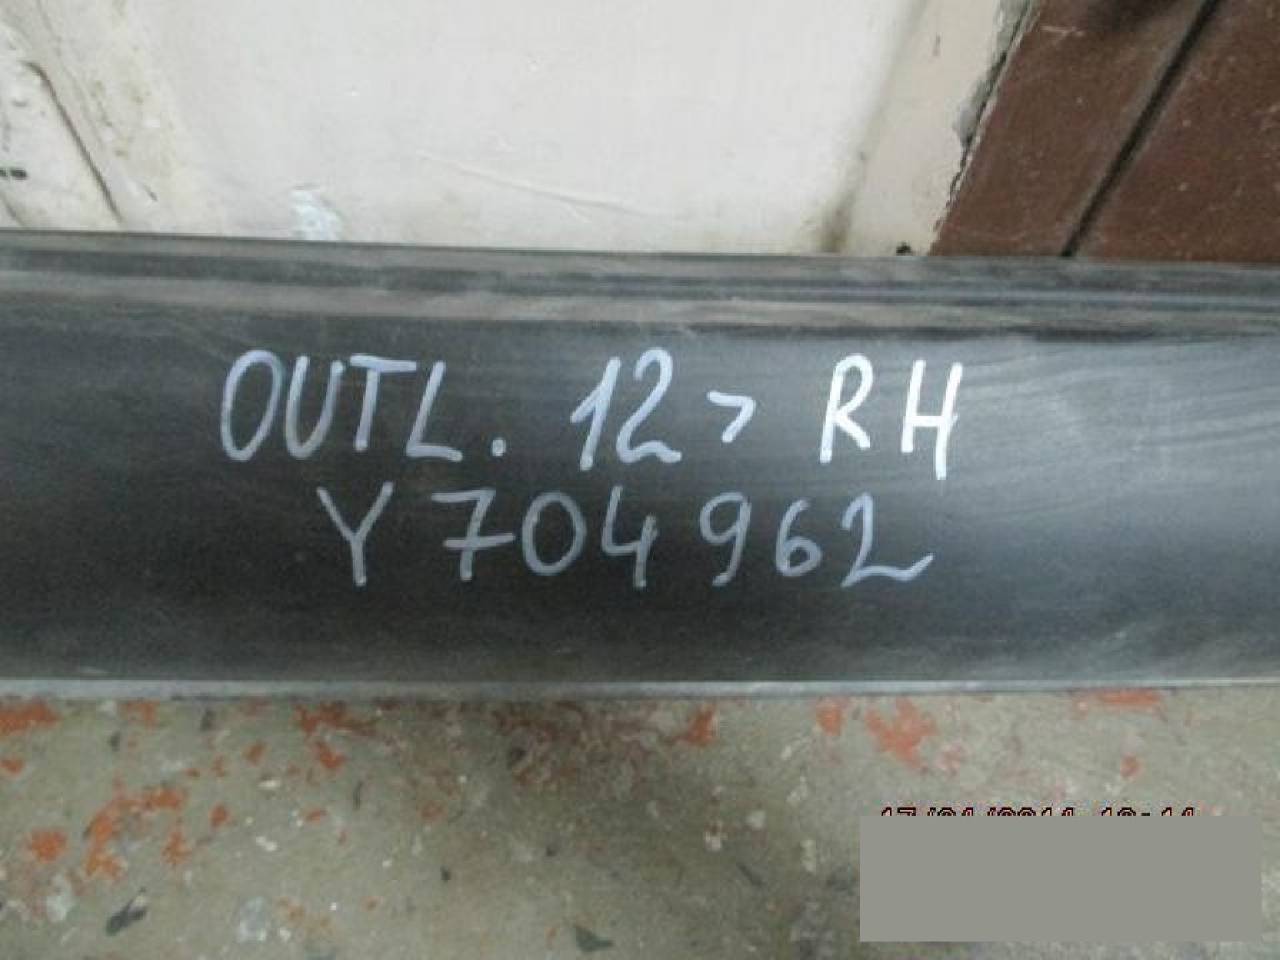 OUTL. 12> RH
Y704962